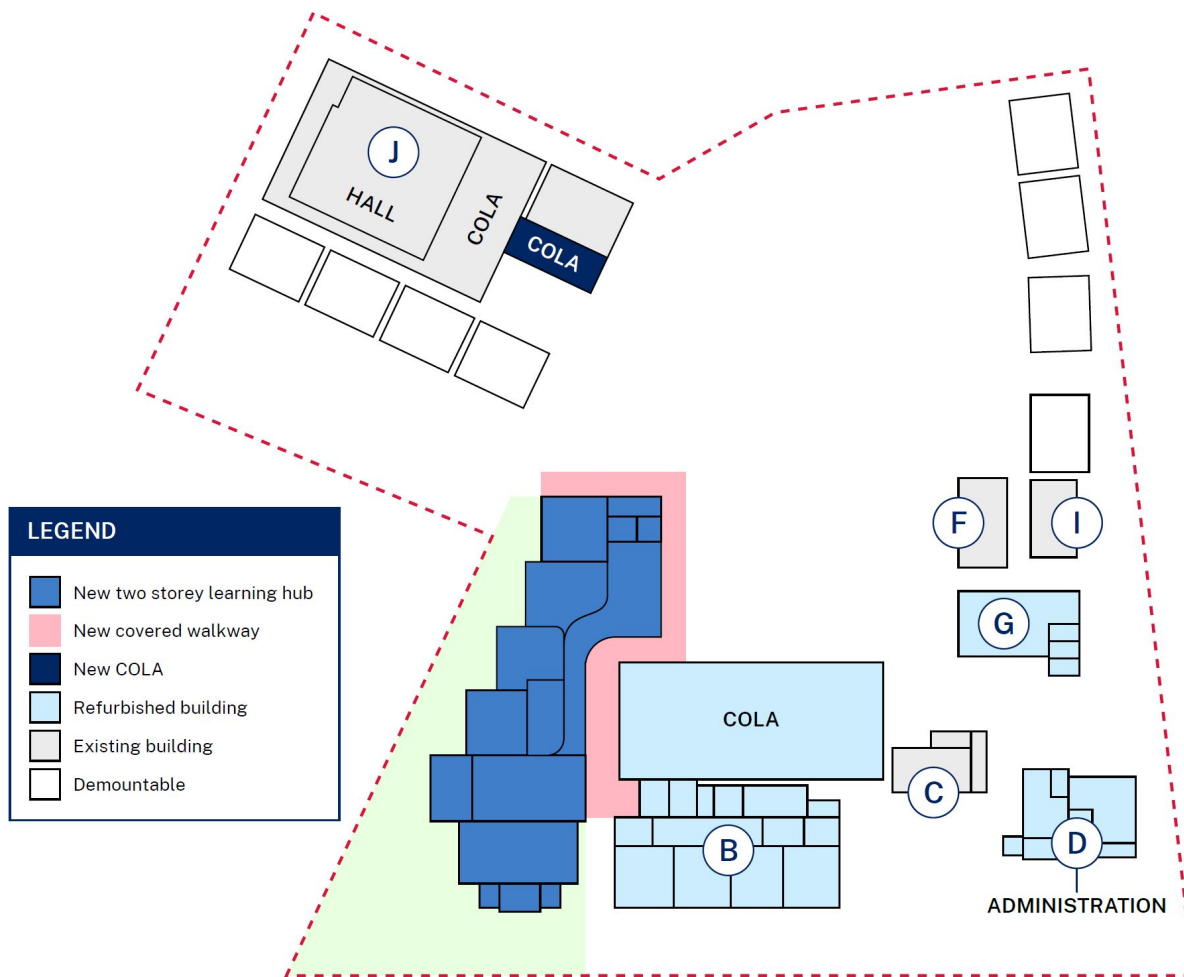 J
HALL
COLA
COLA
F
I
LEGEND
New two storey learning hub
New covered walkway
New COLA
Refurbished building
Existing building
Demountable
G
COLA
C
B
D
ADMINISTRATION